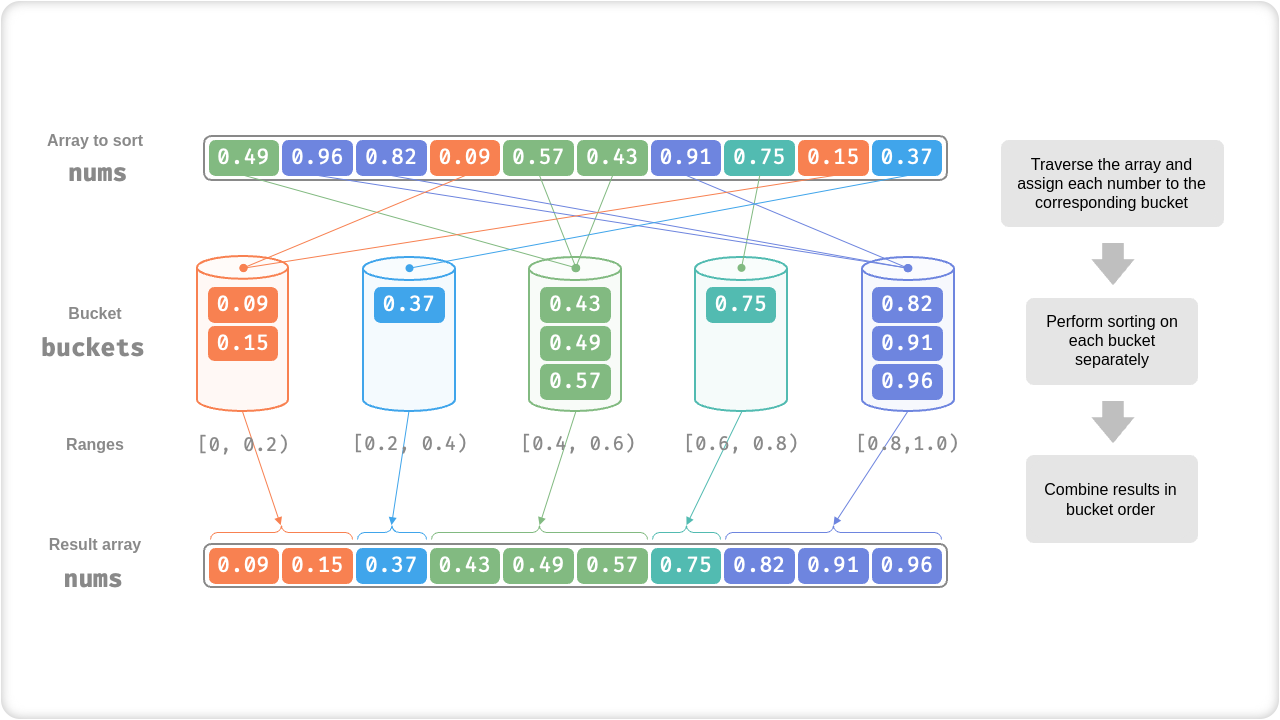 Array to sort
nums
0.49 0.96 0.82 0.09 0.57 0.43 0.91 0.75 0.15 0.37
Bucket
buckets
0.09
0.15
0.37
0.43
0.49
0.57
0.75
0.82
0.91
0.96
Ranges
[0, 0.2) [0.2, 0.4) [0.4, 0.6) [0.6, 0.8) [0.8,1.0)
Result array
nums
0.09 0.15 0.37 0.43 0.49 0.57 0.75 0.82 0.91 0.96
Traverse the array and
assign each number to the
corresponding bucket
Perform sorting on
each bucket
separately
Combine results in
bucket order